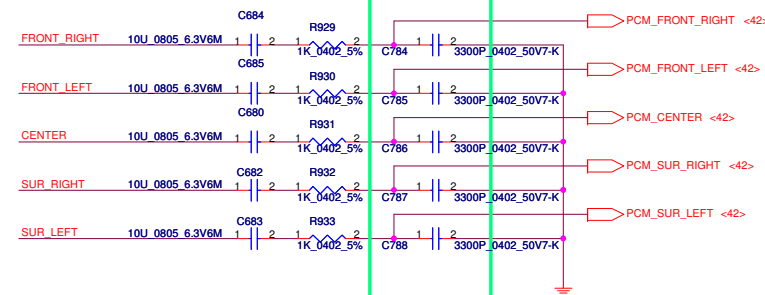 C684
R929
PCM_FRONT_RIGHT <42>
FRONT_RIGHT 10U_0805_6.3V6M 1 2 1 2 1 2
1K_0402_5% C784 3300P_0402_50V7-K
C685
R930
PCM_FRONT_LEFT <42>
FRONT_LEFT 10U_0805_6.3V6M 1 2 1 2 1 2
1K_0402_5% C785 3300P_0402_50V7-K
C680
R931
PCM_CENTER <42>
CENTER 10U_0805_6.3V6M 1 2 1 2 1 2
1K_0402_5% C786 3300P_0402_50V7-K
C682
R932
PCM_SUR_RIGHT <42>
SUR_RIGHT 10U_0805_6.3V6M 1 2 1 2 1 2
1K_0402_5% C787 3300P_0402_50V7-K
C683
R933
PCM_SUR_LEFT <42>
SUR_LEFT 10U_0805_6.3V6M 1 2 1 2 1 2
1K_0402_5% C788 3300P_0402_50V7-K